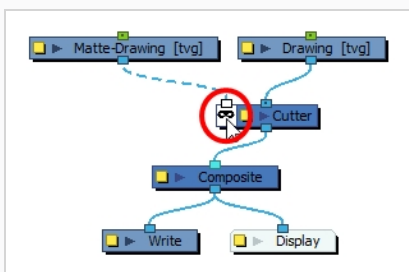 Matte-Drawing [tvg]
Drawing [tvg]
Cutter
Composite
Write
Display